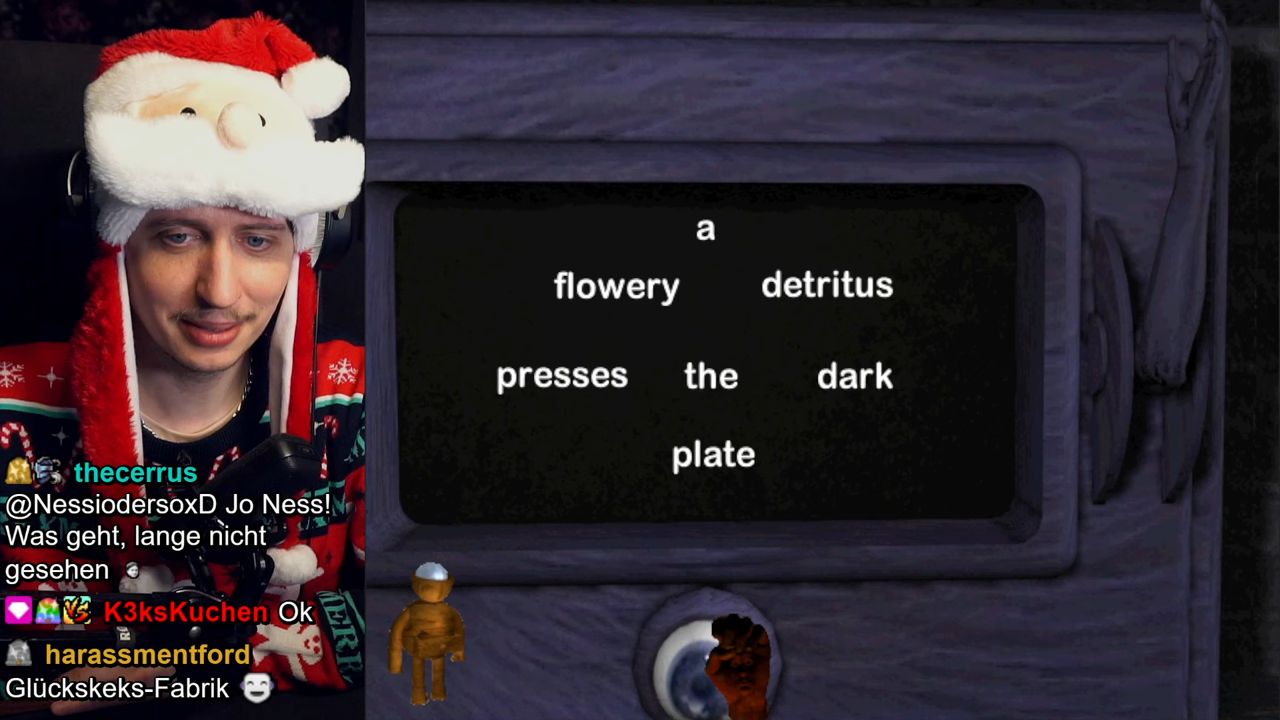 a
flowery detritus
presses the dark
plate
thecerrus
@NessiodersoxD Jo Ness!
Was geht, lange nicht
gesehen
K3ksKuchen Ok
harassmentford
Glückskeks-Fabrik